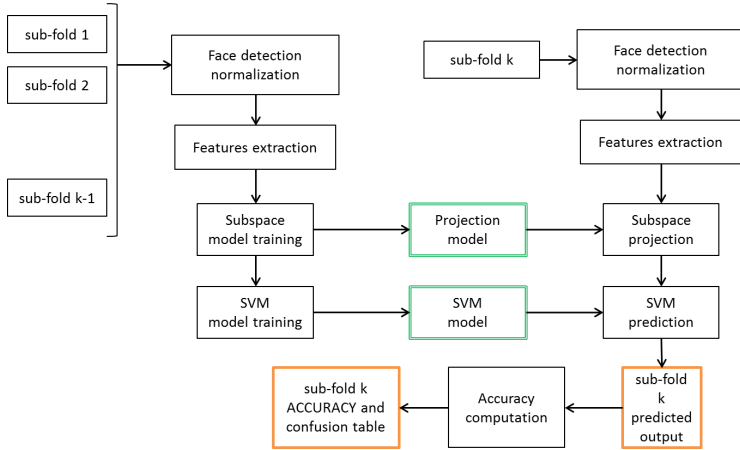 sub-fold 1
sub-fold 2
sub-fold k-1
Face detection
normalization
Features extraction
Subspace
model training
SVM
model training
Projection
model
SVM
model
sub-fold k
Face detection
normalization
Features extraction
Subspace
projection
SVM
prediction
sub-fold
k
predicted
output
Accuracy
computation
sub-fold k
ACCURACY and
confusion table